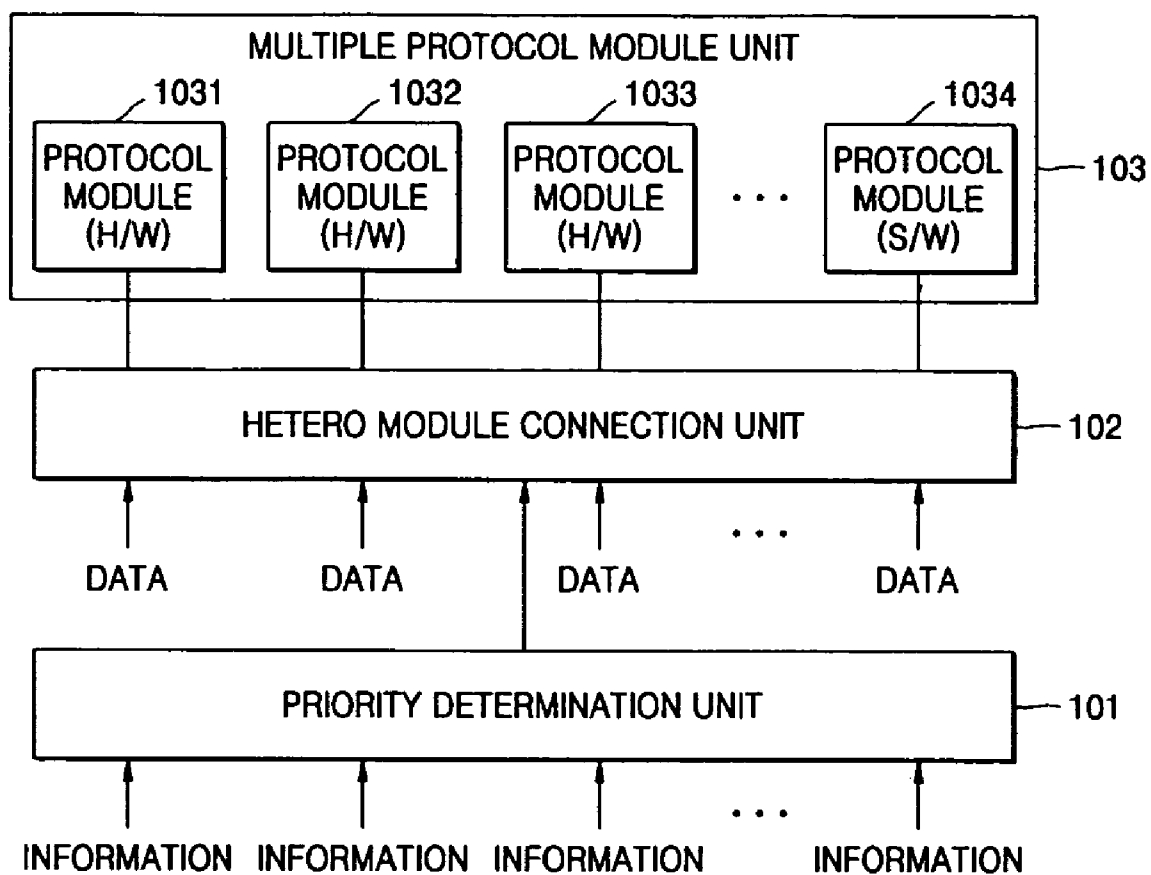 MULTIPLE PROTOCOL MODULE UNIT
1031 1032 1033 1034
PROTOCOL MODULE (H/W)
PROTOCOL MODULE (H/W)
PROTOCOL MODULE (H/W)
. . .
PROTOCOL MODULE (S/W)
103
HETERO MODULE CONNECTION UNIT
102
DATA DATA DATA . . . DATA
PRIORITY DETERMINATION UNIT
101
INFORMATION INFORMATION INFORMATION . . . INFORMATION